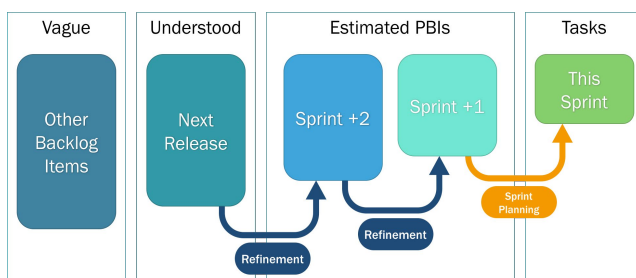 Vague
Understood
Estimated PBIs
Tasks
Other
Backlog
Items
Next
Release
Sprint +2
Sprint +1
This
Sprint
Refinement
Refinement
Sprint
Planning